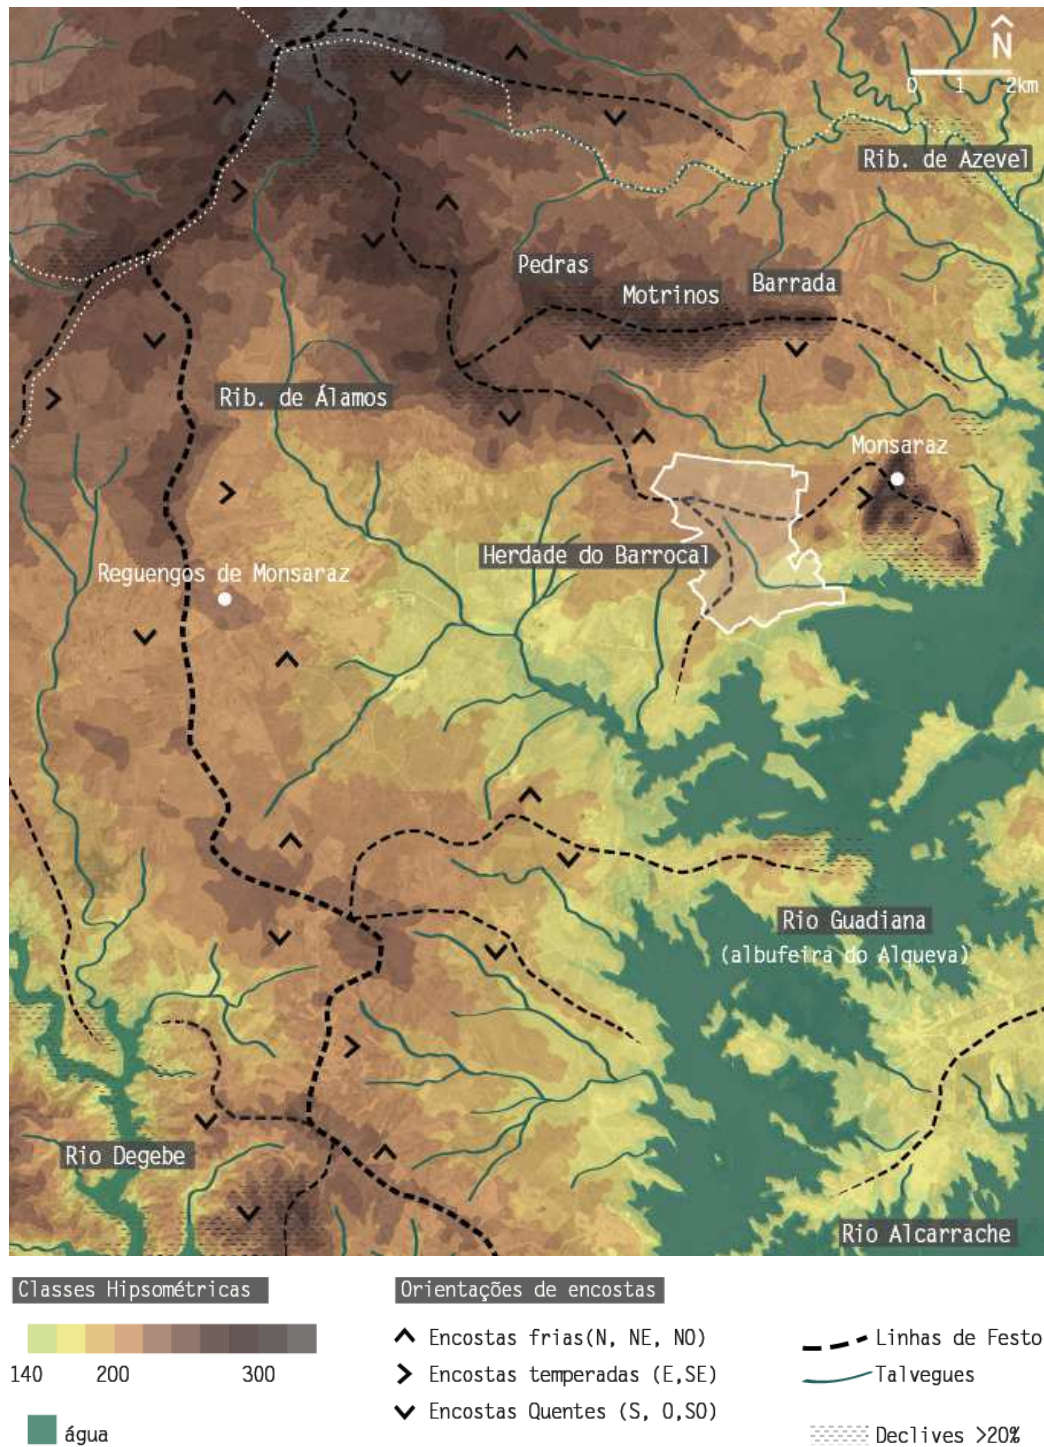 N
0 1 2km
Rib. de Azevel
Pedras
Barrada
Motrinos
Rib. de Álamos
Monsaraz
Herdade do Barrocal
Reguengos de Monsaraz
Rio Guadiana
(albufeira do Alqueva)
Rio Degebe
Rio Alcarrache
Classes Hipsométricas
140 200 300
água
Orientações de encostas
Encostas frias(N, NE, NO)
Encostas temperadas (E,SE)
Encostas Quentes (S, O,SO)
Linhas de Festo
Talvegues
Declives >20%